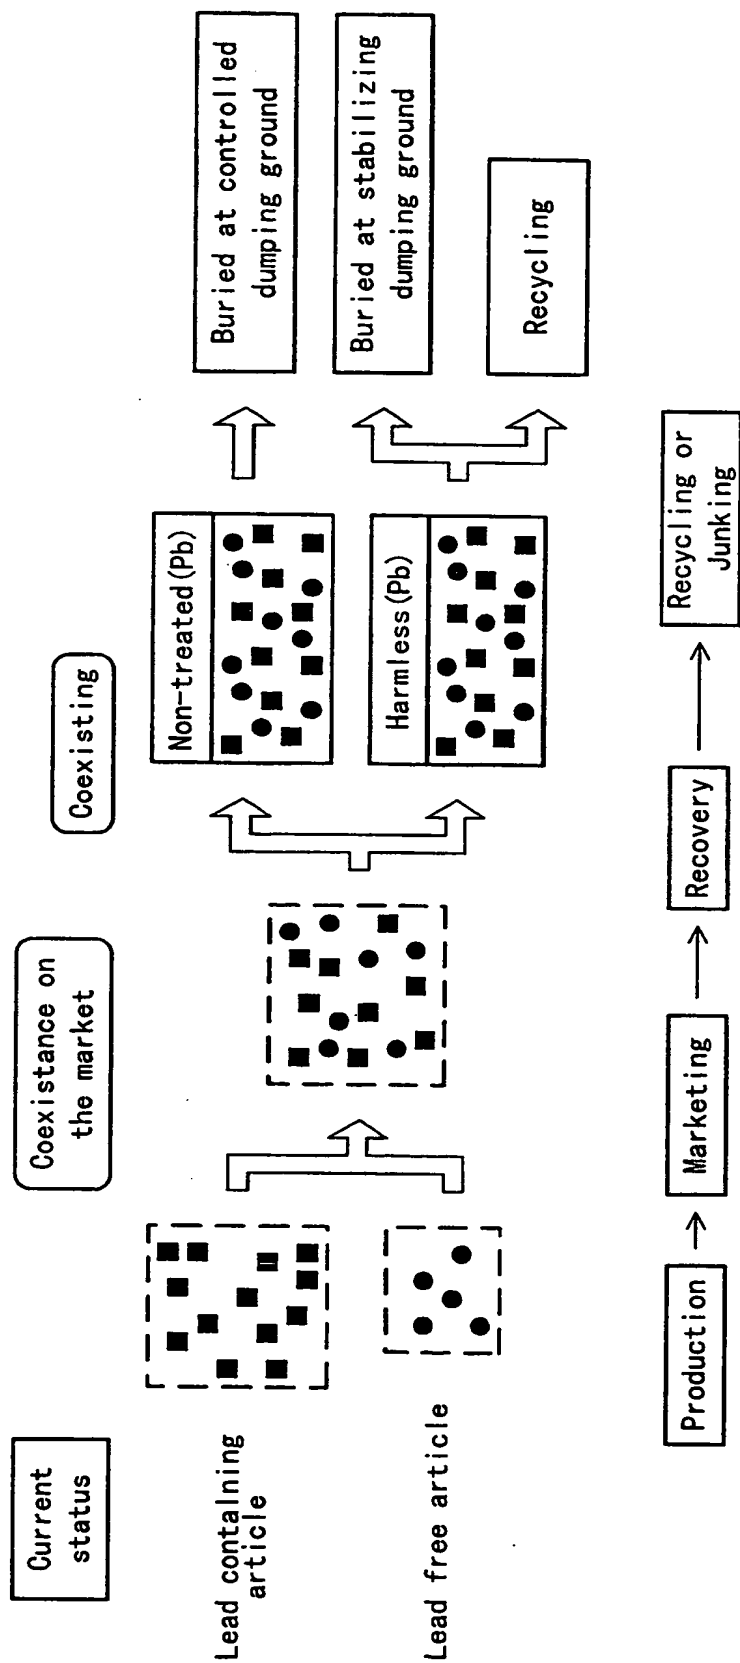 Current
status
Coexistance on
the market
Coexisting
Lead contalning
article
Lead free article
Non-treated(Pb)
Harmless(Pb)
Buried at controlled
dumping ground
Buried at stabilizing
dumping ground
Recycling
Production
Marketing
Recovery
Recycling or
Junking